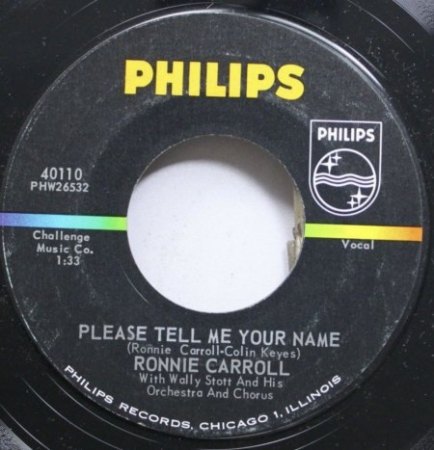 PHILIPS
PHILIPS
40110
PHW26532
Challenge
Music Co.
1:33
Vocal
PLEASE TELL ME YOUR NAME
(Ronnie Carroll-Colin Keyes)
RONNIE CARROLL
With Wally Stott And His
Orchestra And Chorus
PHILIPS RECORDS, CHICAGO 1, ILLINOIS